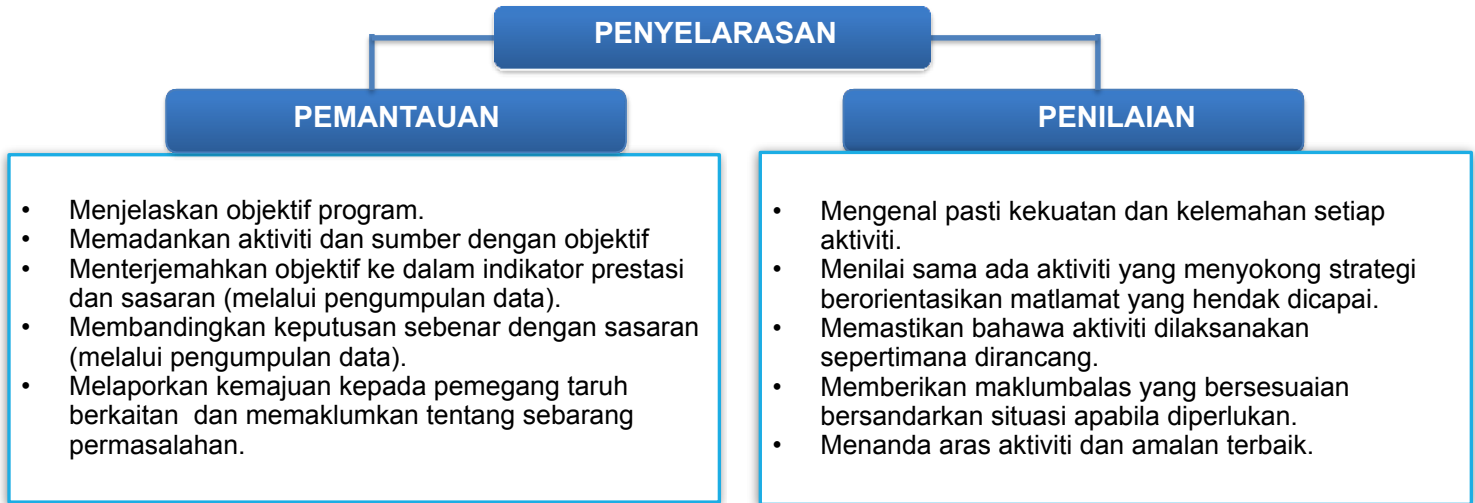 PENYELARASAN
PEMANTAUAN
• Menjelaskan objektif program.
• Memadankan aktiviti dan sumber dengan objektif
• Menterjemahkan objektif ke dalam indikator prestasi
dan sasaran (melalui pengumpulan data).
• Membandingkan keputusan sebenar dengan sasaran
(melalui pengumpulan data).
• Melaporkan kemajuan kepada pemegang taruh
berkaitan dan memaklumkan tentang sebarang
permasalahan.
PENILAIAN
• Mengenal pasti kekuatan dan kelemahan setiap
aktiviti.
• Menilai sama ada aktiviti yang menyokong strategi
berorientasikan matlamat yang hendak dicapai.
• Memastikan bahawa aktiviti dilaksanakan
sepertimana dirancang.
• Memberikan maklumbalas yang bersesuaian
bersandarkan situasi apabila diperlukan.
• Menanda aras aktiviti dan amalan terbaik.